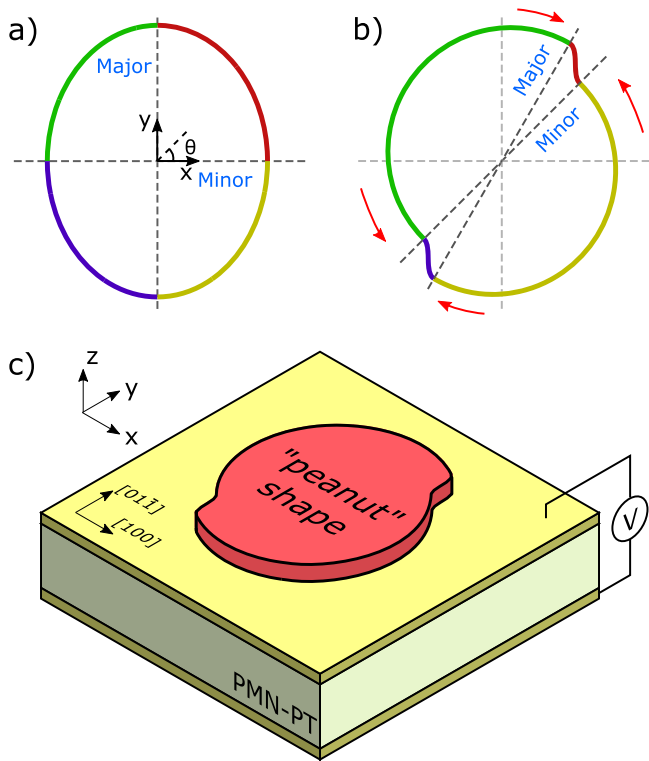 a)
Major
y
θ
x
Minor
b)
Major
Minor
c)
z
y
x
"peanut"
shape
[011̄]
[100]
V
PMN-PT